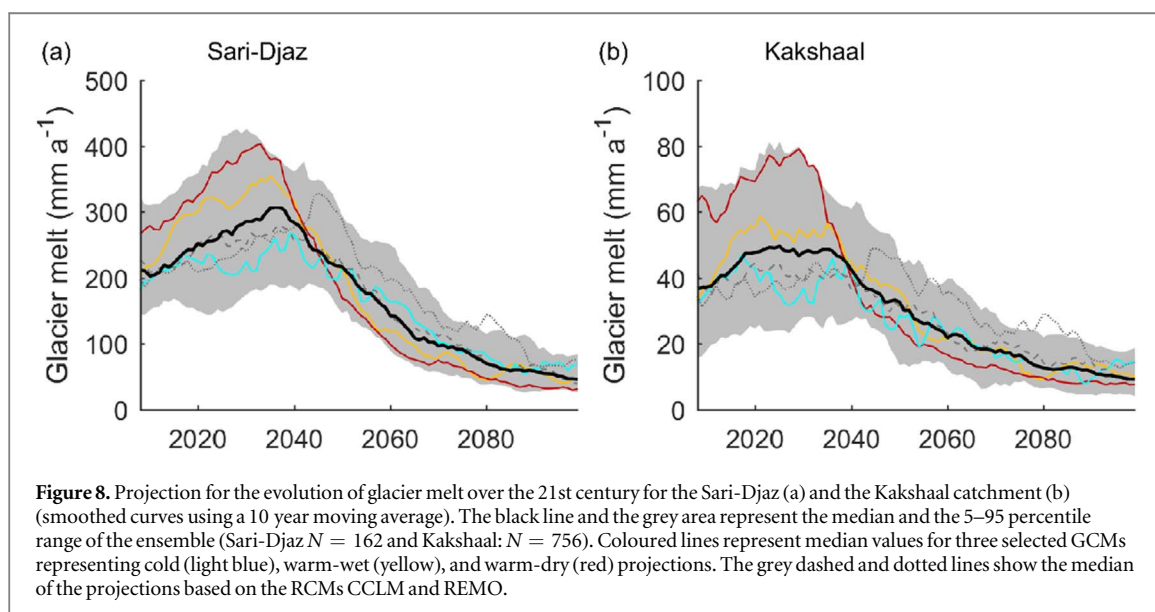 (a) Sari-Djaz
(b) Kakshaal
500
400
300
200
100
0
Glacier melt (mm a⁻¹)
2020 2040 2060 2080
100
80
60
40
20
0
Glacier melt (mm a⁻¹)
2020 2040 2060 2080
Figure 8. Projection for the evolution of glacier melt over the 21st century for the Sari-Djaz (a) and the Kakshaal catchment (b)
(smoothed curves using a 10 year moving average). The black line and the grey area represent the median and the 5–95 percentile
range of the ensemble (Sari-Djaz N = 162 and Kakshaal: N = 756). Coloured lines represent median values for three selected GCMs
representing cold (light blue), warm-wet (yellow), and warm-dry (red) projections. The grey dashed and dotted lines show the median
of the projections based on the RCMs CCLM and REMO.